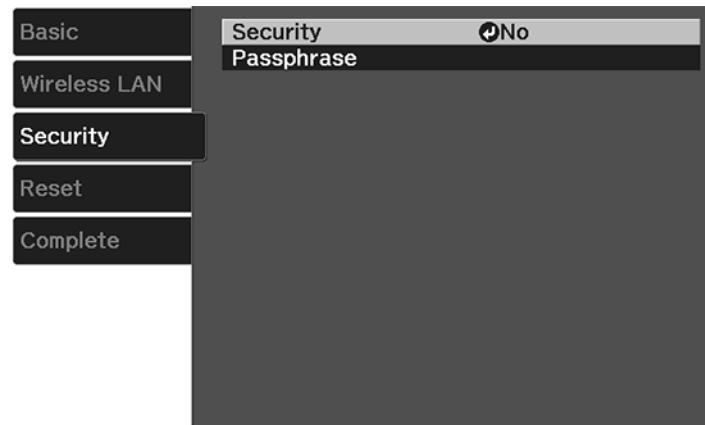 Basic
Wireless LAN
Security
Reset
Complete
Security No
Passphrase